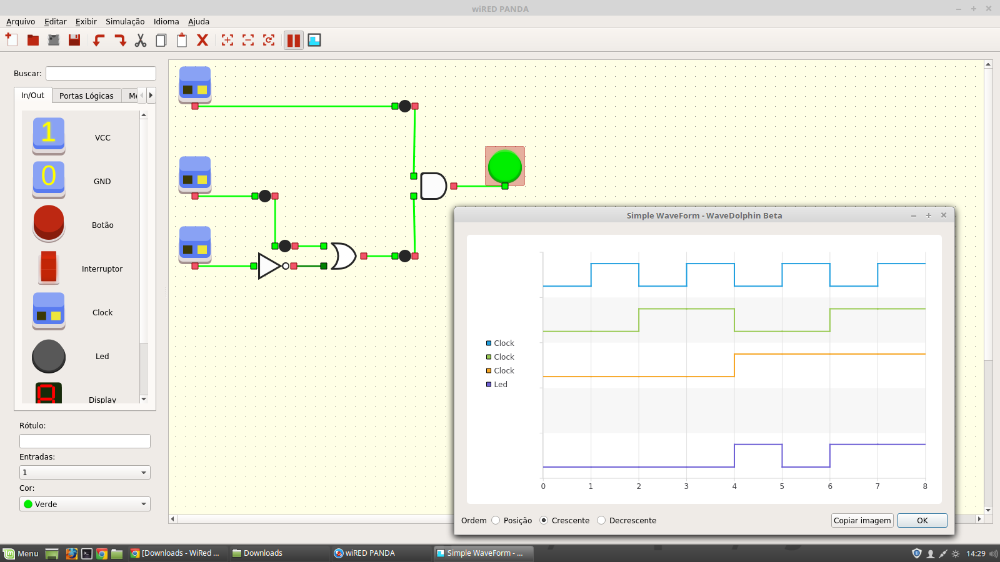 wiRED PANDA
Arquivo Editar Exibir Simulação Idioma Ajuda
Buscar:
In/Out Portas Lógicas
1 VCC
0 GND
Botão
Interruptor
Clock
Led
Display
Rótulo:
Entradas:
1
Cor:
Verde
Simple WaveForm - WaveDolphin Beta
Clock
Clock
Clock
Led
0 1 2 3 4 5 6 7 8
Ordem Posição Crescente Decrescente Copiar imagem OK
Menu [Downloads - WiRed ... Downloads wiRED PANDA Simple WaveForm - ... 14:29